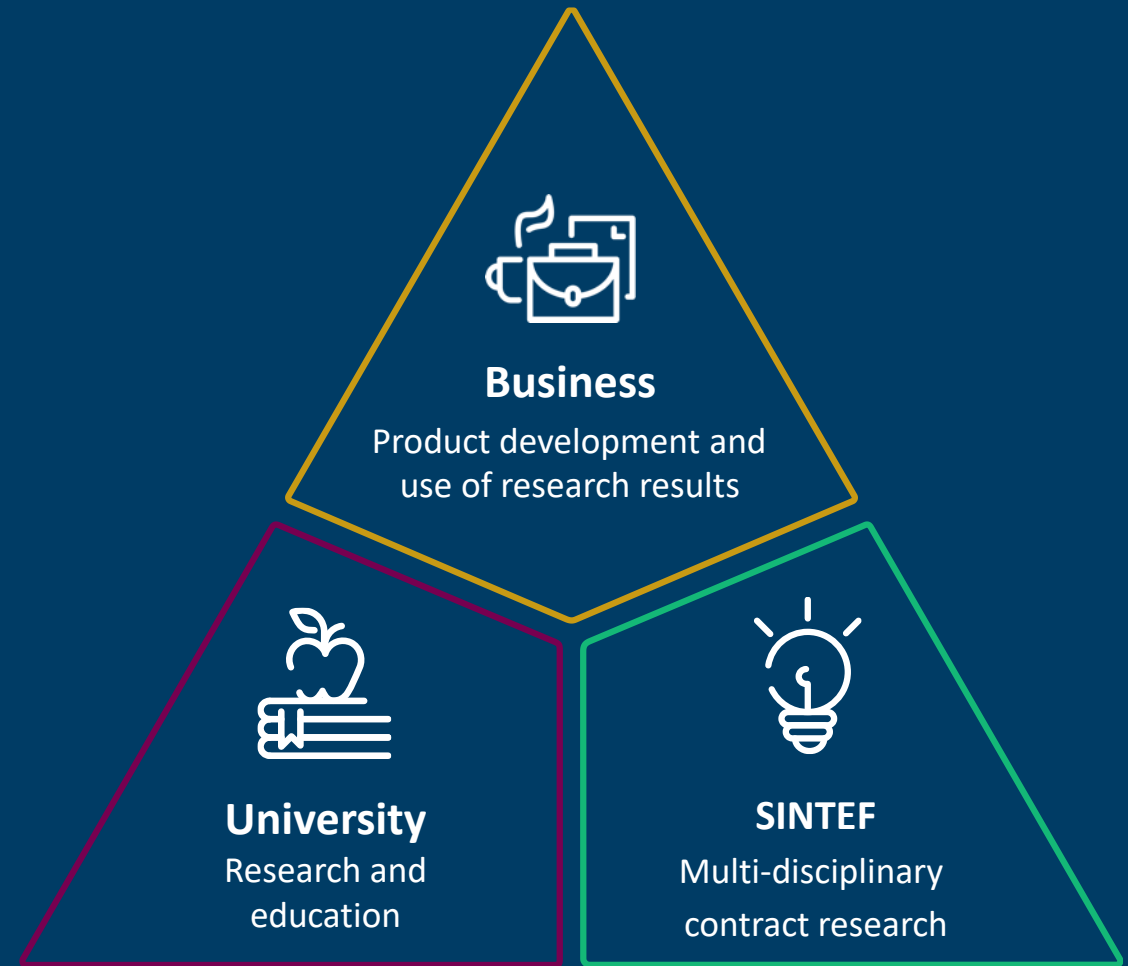 Business
Product development and
use of research results
University
Research and
education
SINTEF
Multi-disciplinary
contract research